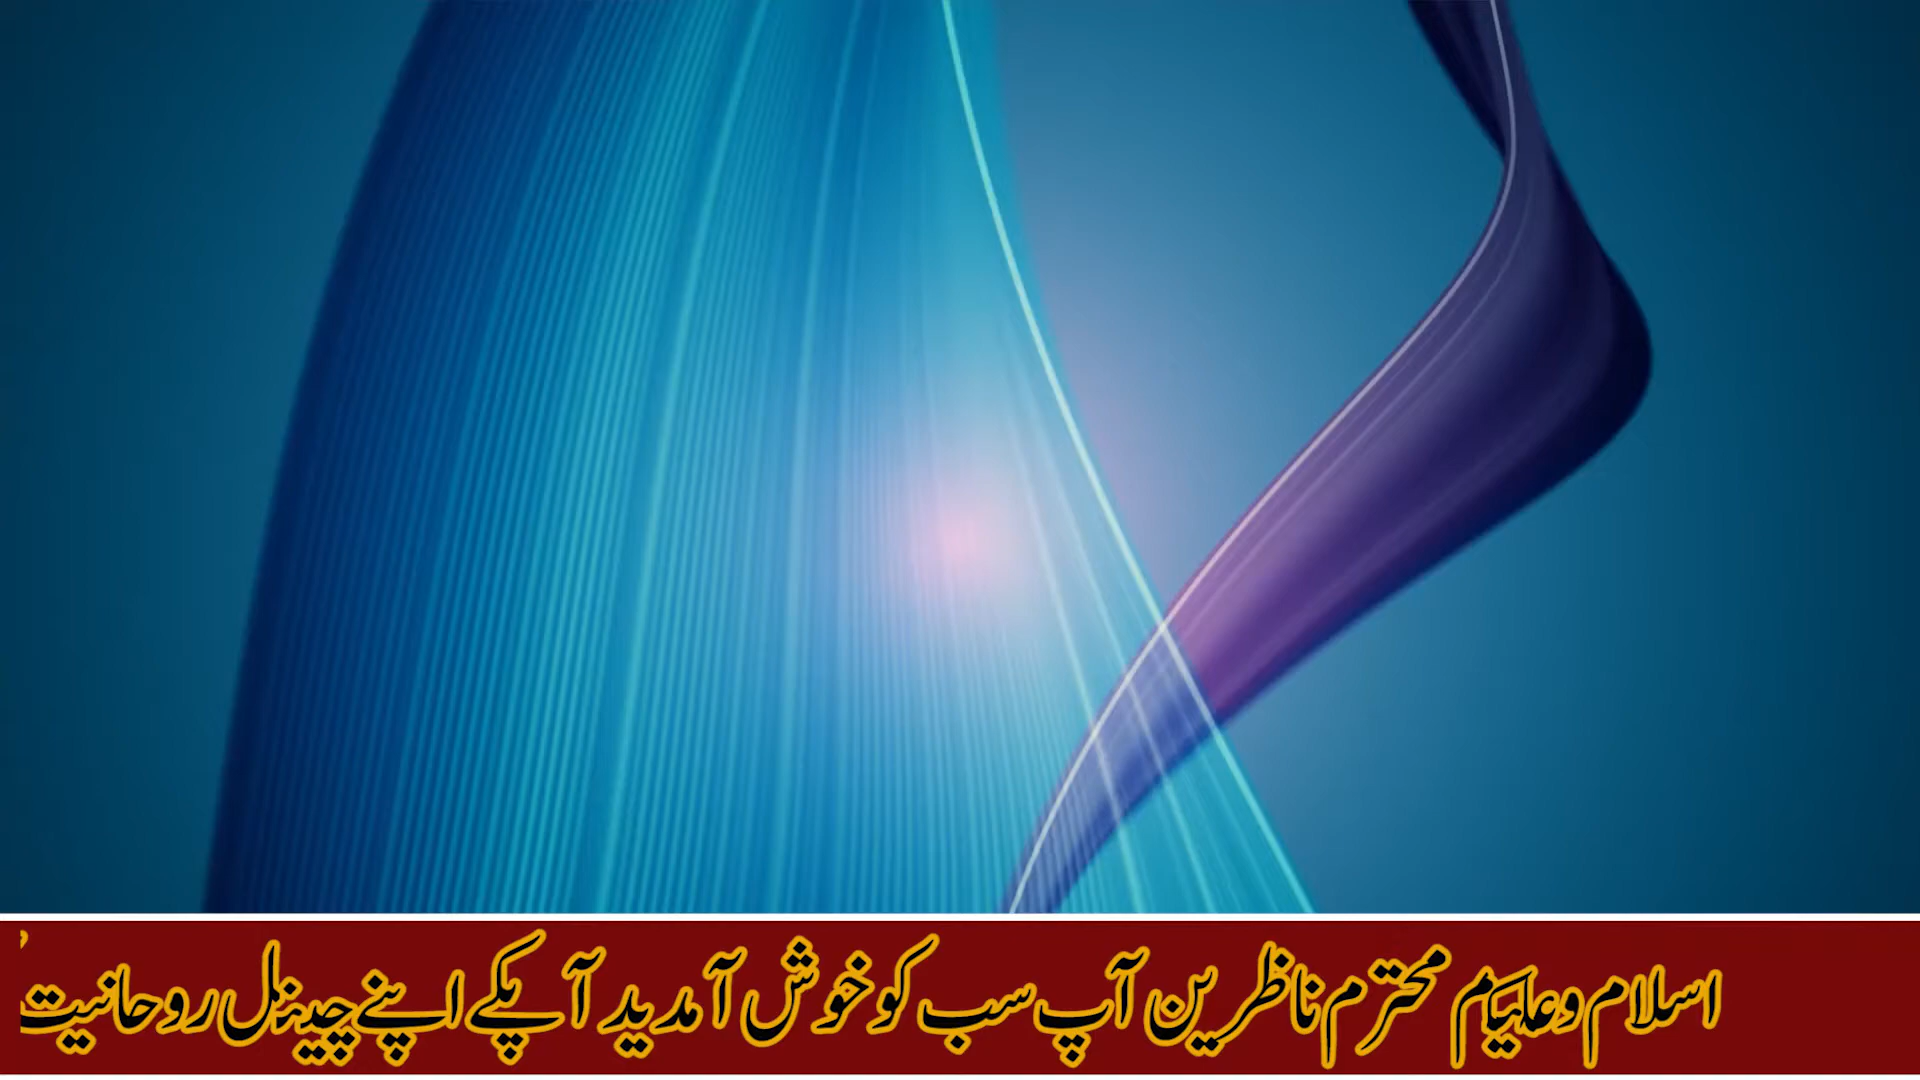 اسلام وعلیکم محترم ناظرین آپ سب کو خوش آمدید آپکے اپنے چینل روحانیت